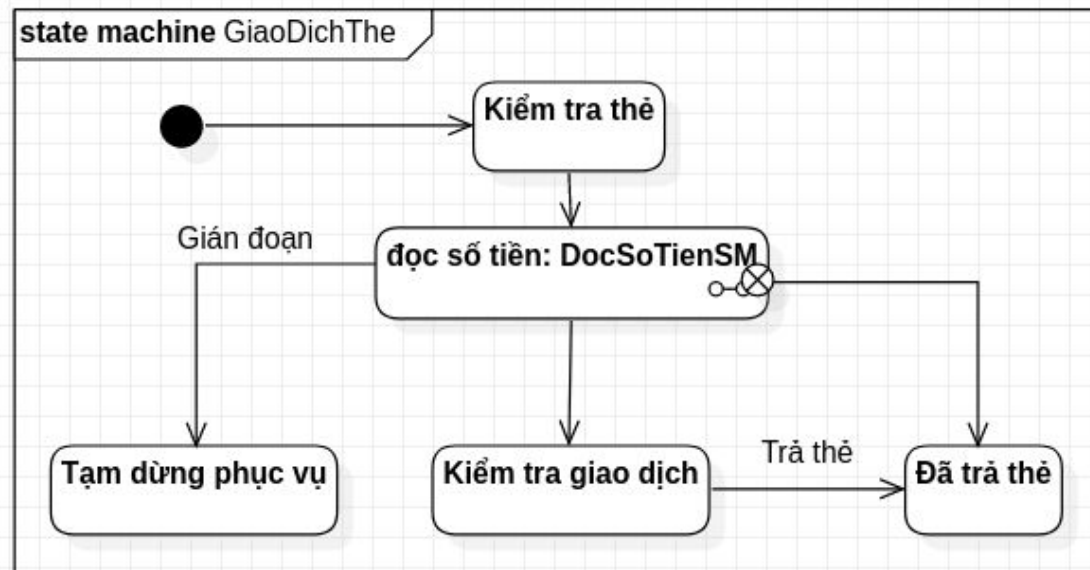 state machine GiaoDichThe
Kiểm tra thẻ
Gián đoạn
đọc số tiền: DocSoTienSM
Tạm dừng phục vụ
Kiểm tra giao dịch
Trả thẻ
Đã trả thẻ